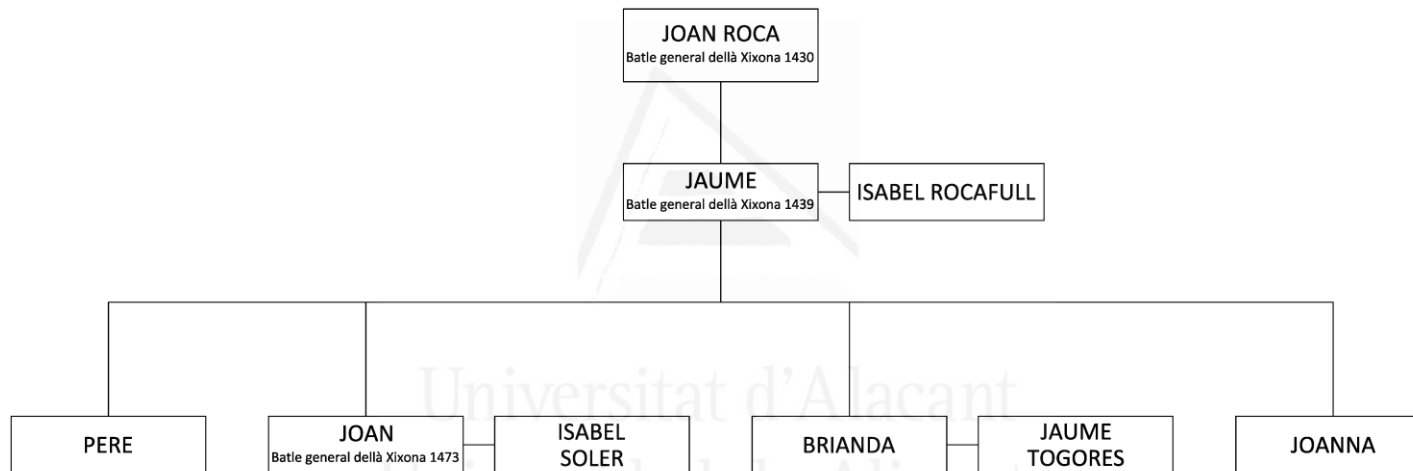 JOAN ROCA
Batle general dellà Xixona 1430
JAUME
Batle general dellà Xixona 1439
ISABEL ROCAFULL
Universitat d'Alacant
PERE
JOAN
Batle general dellà Xixona 1473
ISABEL
SOLER
BRIANDA
JAUME
TOGORES
JOANNA